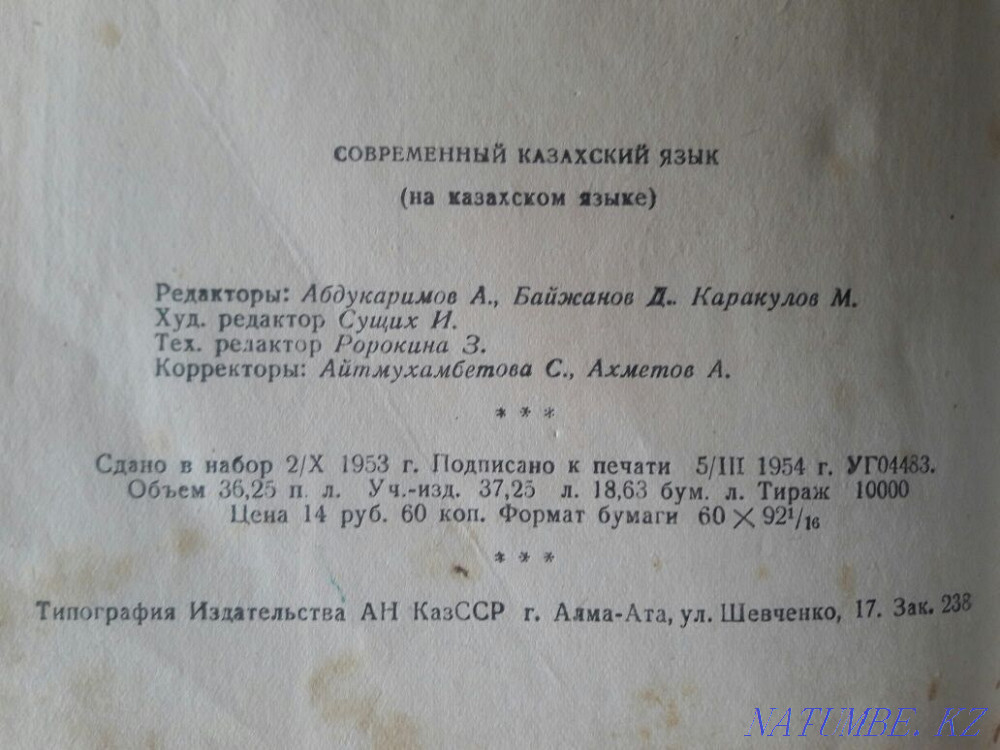 СОВРЕМЕННЫЙ КАЗАХСКИЙ ЯЗЫК
(на казахском языке)
Редакторы: Абдукаримов А., Байжанов Д.. Каракулов М.
Худ. редактор Сущих И.
Тех. редактор Ророкина З.
Корректоры: Айтмухамбетова С., Ахметов А.
* * *
Сдано в набор 2/X 1953 г. Подписано к печати 5/III 1954 г. УГ04483.
Объем 36,25 п. л. Уч.-изд. 37,25 л. 18,63 бум. л. Тираж 10000
Цена 14 руб. 60 коп. Формат бумаги 60 × 92¹/₁₆
* * *
Типография Издательства АН КазССР г. Алма-Ата, ул. Шевченко, 17. Зак. 238
NATUMBE. KZ